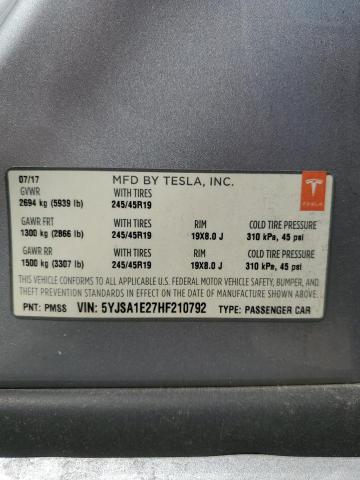 07/17 MFD BY TESLA, INC.
GVWR WITH TIRES
2694 kg (5939 lb) 245/45R19
TESLA
GAWR FRT WITH TIRES RIM COLD TIRE PRESSURE
1300 kg (2866 lb) 245/45R19 19X8.0 J 310 kPa, 45 psi
GAWR RR WITH TIRES RIM COLD TIRE PRESSURE
1500 kg (3307 lb) 245/45R19 19X8.0 J 310 kPa, 45 psi
THIS VEHICLE CONFORMS TO ALL APPLICABLE U.S. FEDERAL MOTOR VEHICLE SAFETY, BUMPER, AND
THEFT PREVENTION STANDARDS IN EFFECT ON THE DATE OF MANUFACTURE SHOWN ABOVE.
PNT: PMSS VIN: 5YJSA1E27HF210792 TYPE: PASSENGER CAR